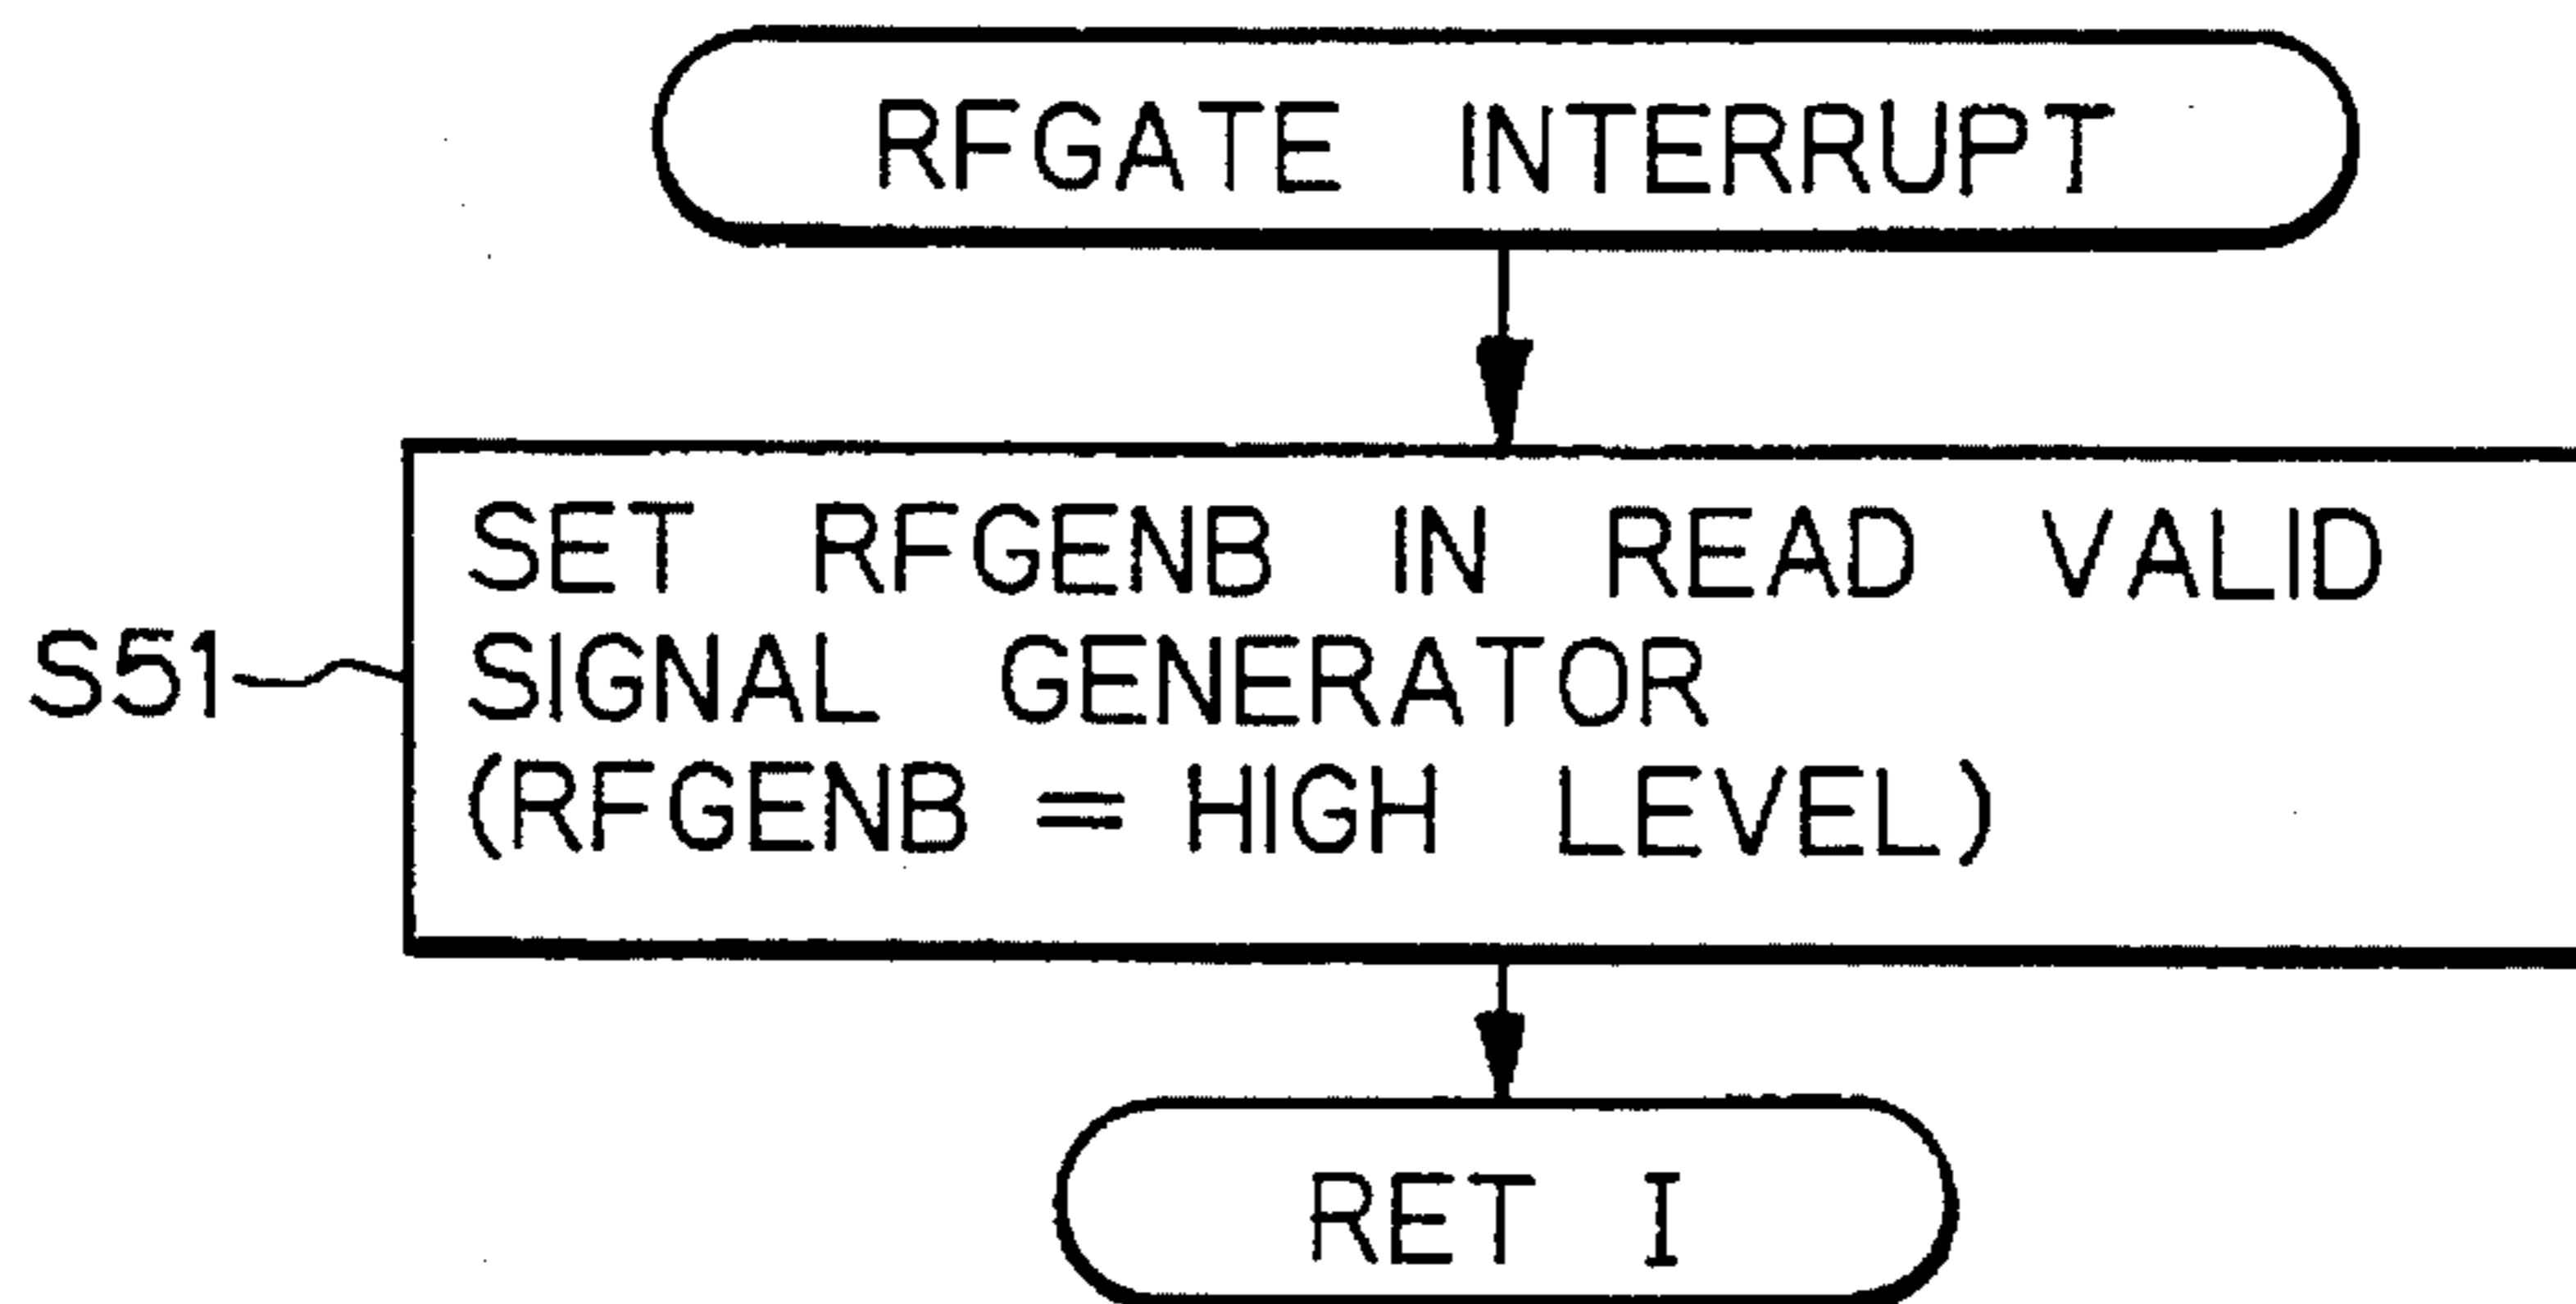 RFGATE INTERRUPT
SET RFGENB IN READ VALID
SIGNAL GENERATOR
(RFGENB = HIGH LEVEL)
S51
RET I